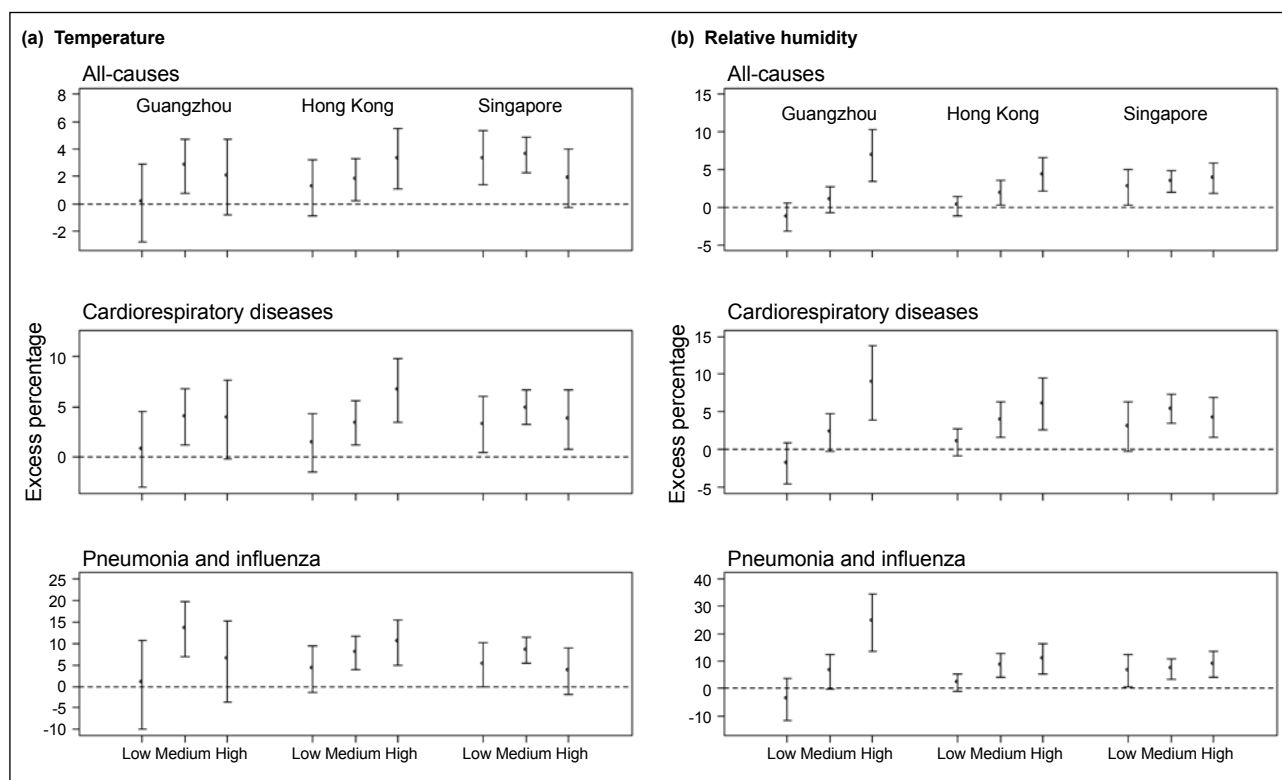 (a) Temperature
All-causes
Guangzhou Hong Kong Singapore
8
6
4
2
0
-2
Cardiorespiratory diseases
10
5
0
Pneumonia and influenza
25
20
15
10
5
0
-5
-10
Low Medium High Low Medium High Low Medium High
Excess percentage
(b) Relative humidity
All-causes
Guangzhou Hong Kong Singapore
15
10
5
0
-5
Cardiorespiratory diseases
15
10
5
0
-5
Pneumonia and influenza
40
30
20
10
0
-10
Low Medium High Low Medium High Low Medium High
Excess percentage